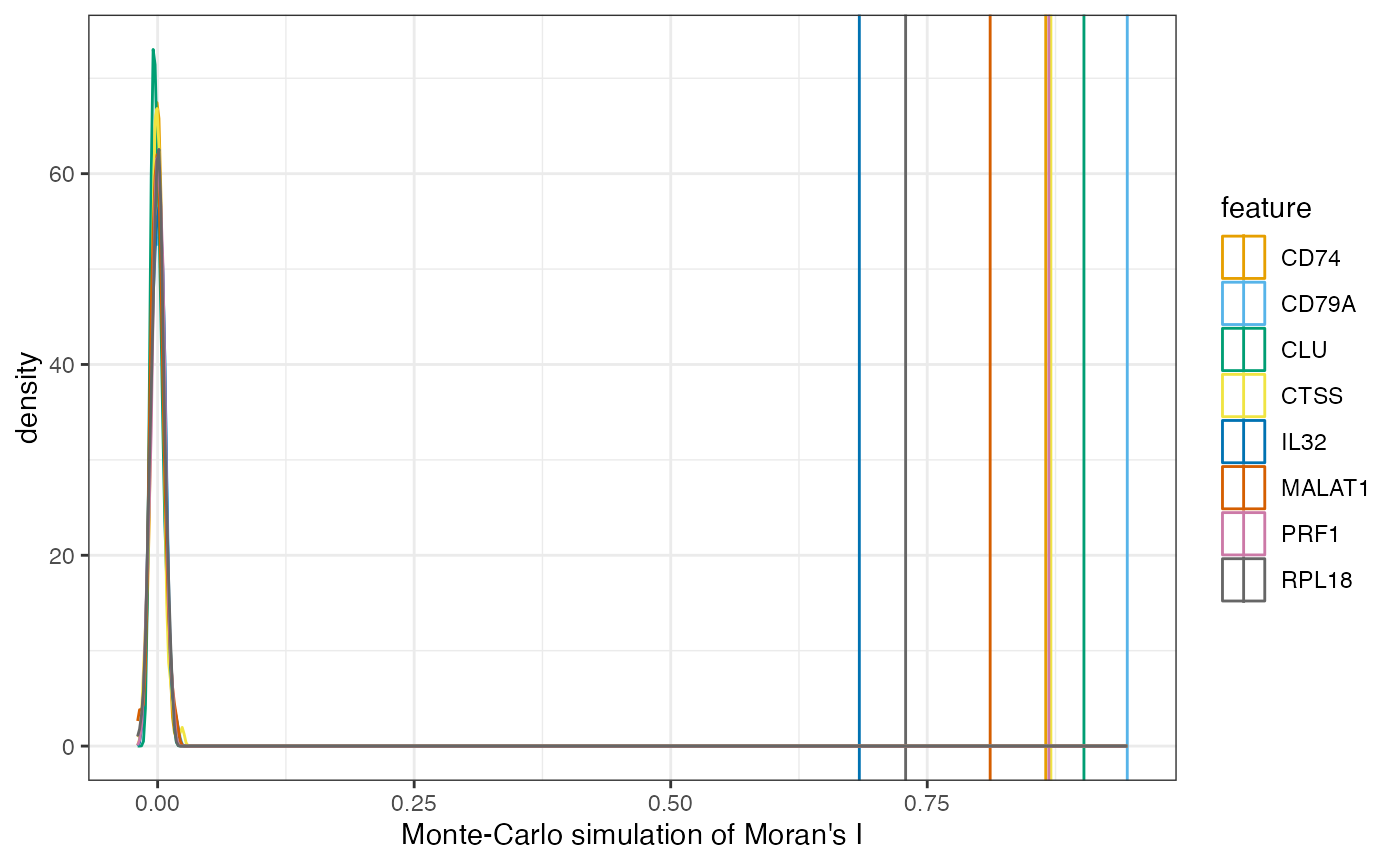 density
60
40
20
0
0.00
0.25
0.50
0.75
Monte-Carlo simulation of Moran's I
feature
CD74
CD79A
CLU
CTSS
IL32
MALAT1
PRF1
RPL18